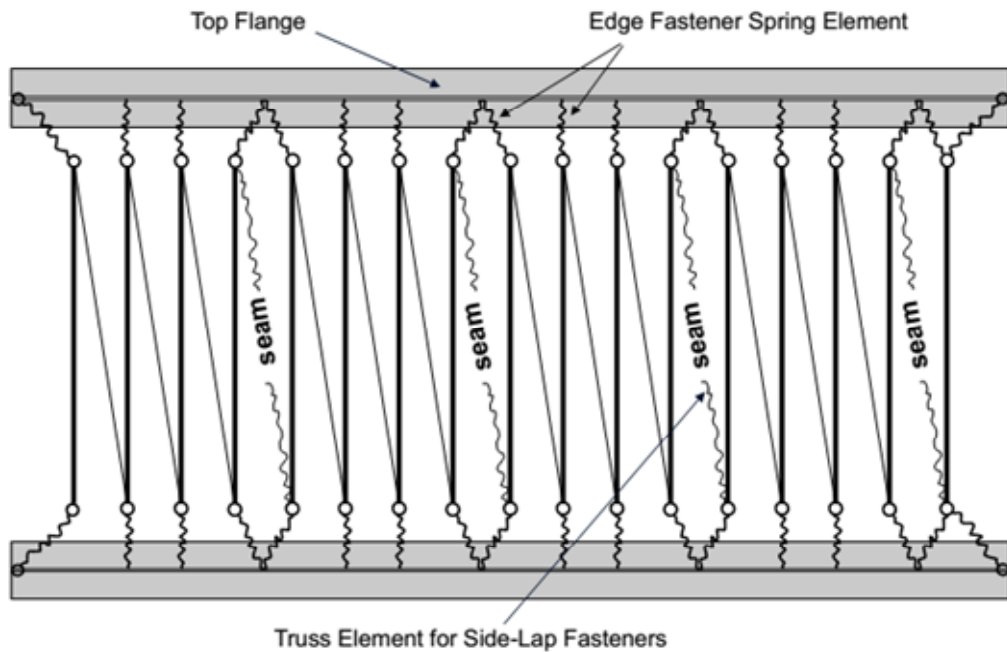 Top Flange
Edge Fastener Spring Element
seam
seam
seam
seam
Truss Element for Side-Lap Fasteners